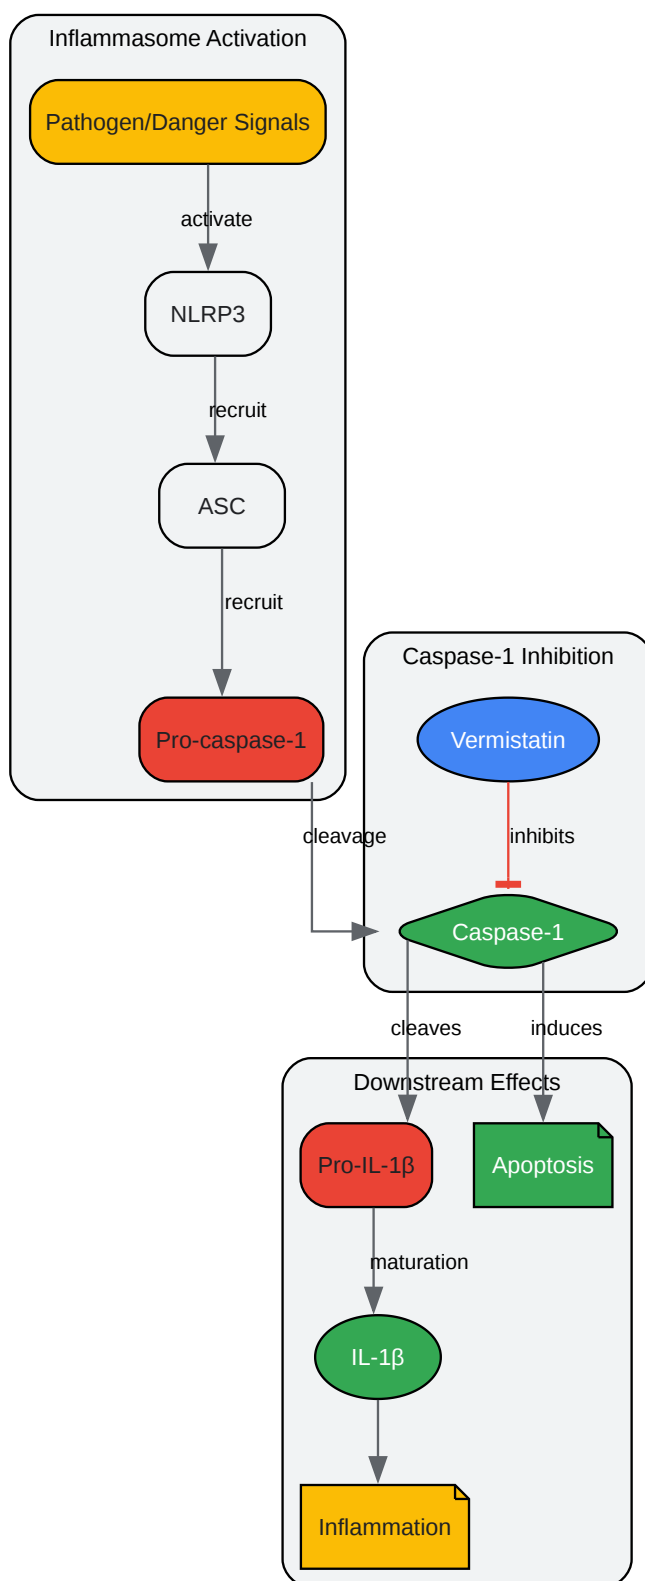 Inflammasome Activation
Pathogen/Danger Signals
activate
NLRP3
recruit
ASC
recruit
Pro-caspase-1
cleavage
Caspase-1 Inhibition
Vermistatin
inhibits
Caspase-1
cleaves
induces
Downstream Effects
Pro-IL-1β
Apoptosis
maturation
IL-1β
Inflammation